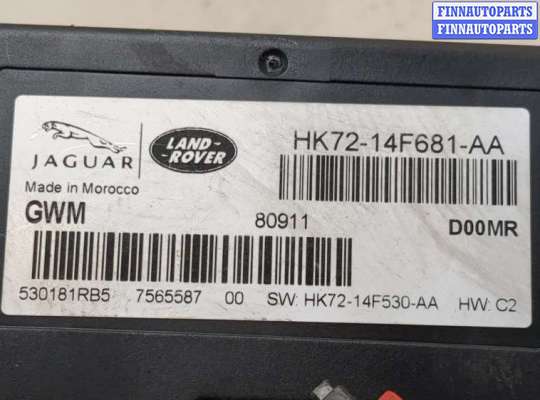 FINNAUTOPARTS
FINNAUTOPARTS
JAGUAR
LAND-
-ROVER
HK72-14F681-AA
Made in Morocco
GWM
80911
D00MR
530181RB5 7565587 00 SW: HK72-14F530-AA HW: C2